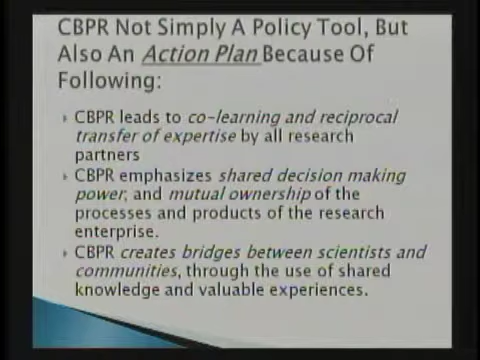 CBPR Not Simply A Policy Tool, But
Also An Action Plan Because Of
Following:
CBPR leads to co-learning and reciprocal
transfer of expertise by all research
partners
CBPR emphasizes shared decision making
power, and mutual ownership of the
processes and products of the research
enterprise.
CBPR creates bridges between scientists and
communities, through the use of shared
knowledge and valuable experiences.